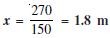 x = 270/150 = 1.8 m